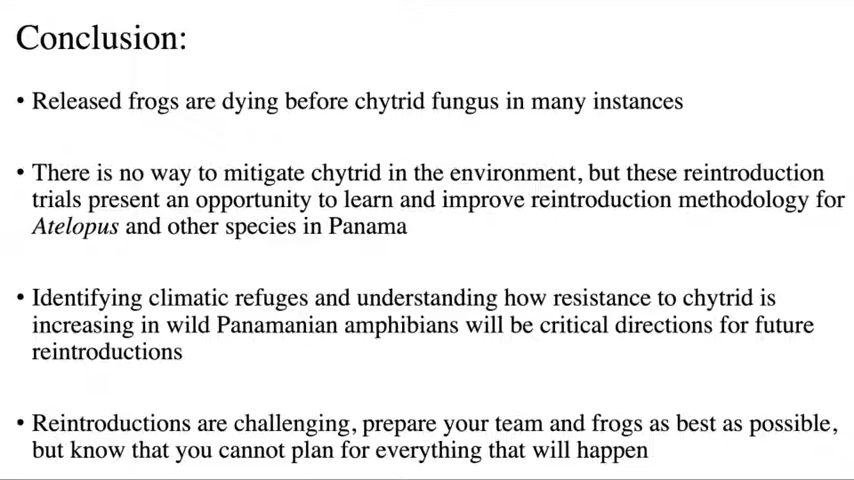 Conclusion:
• Released frogs are dying before chytrid fungus in many instances
• There is no way to mitigate chytrid in the environment, but these reintroduction
trials present an opportunity to learn and improve reintroduction methodology for
Atelopus and other species in Panama
• Identifying climatic refuges and understanding how resistance to chytrid is
increasing in wild Panamanian amphibians will be critical directions for future
reintroductions
• Reintroductions are challenging, prepare your team and frogs as best as possible,
but know that you cannot plan for everything that will happen